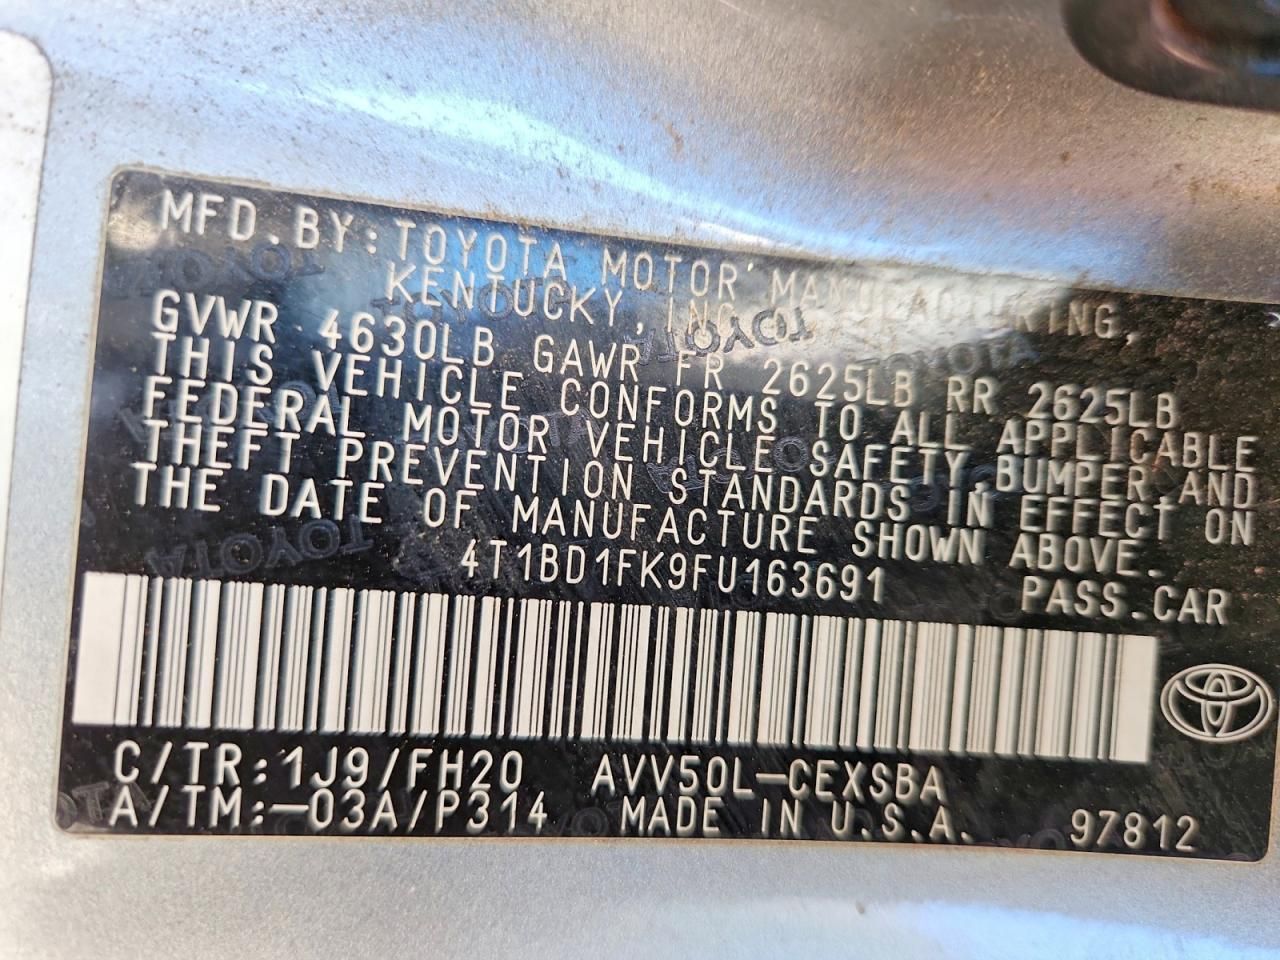 MFD.BY:TOYOTA MOTOR MANUFACTURING,
KENTUCKY, INC.
GVWR 4630LB GAWR FR 2625LB RR 2625LB
THIS VEHICLE CONFORMS TO ALL APPLICABLE
FEDERAL MOTOR VEHICLE SAFETY,BUMPER,AND
THEFT PREVENTION STANDARDS IN EFFECT ON
THE DATE OF MANUFACTURE SHOWN ABOVE.
4T1BD1FK9FU163691 PASS.CAR
C/TR:1J9/FH20 AVV50L-CEXSBA
A/TM:-03A/P314 MADE IN U.S.A. 97812